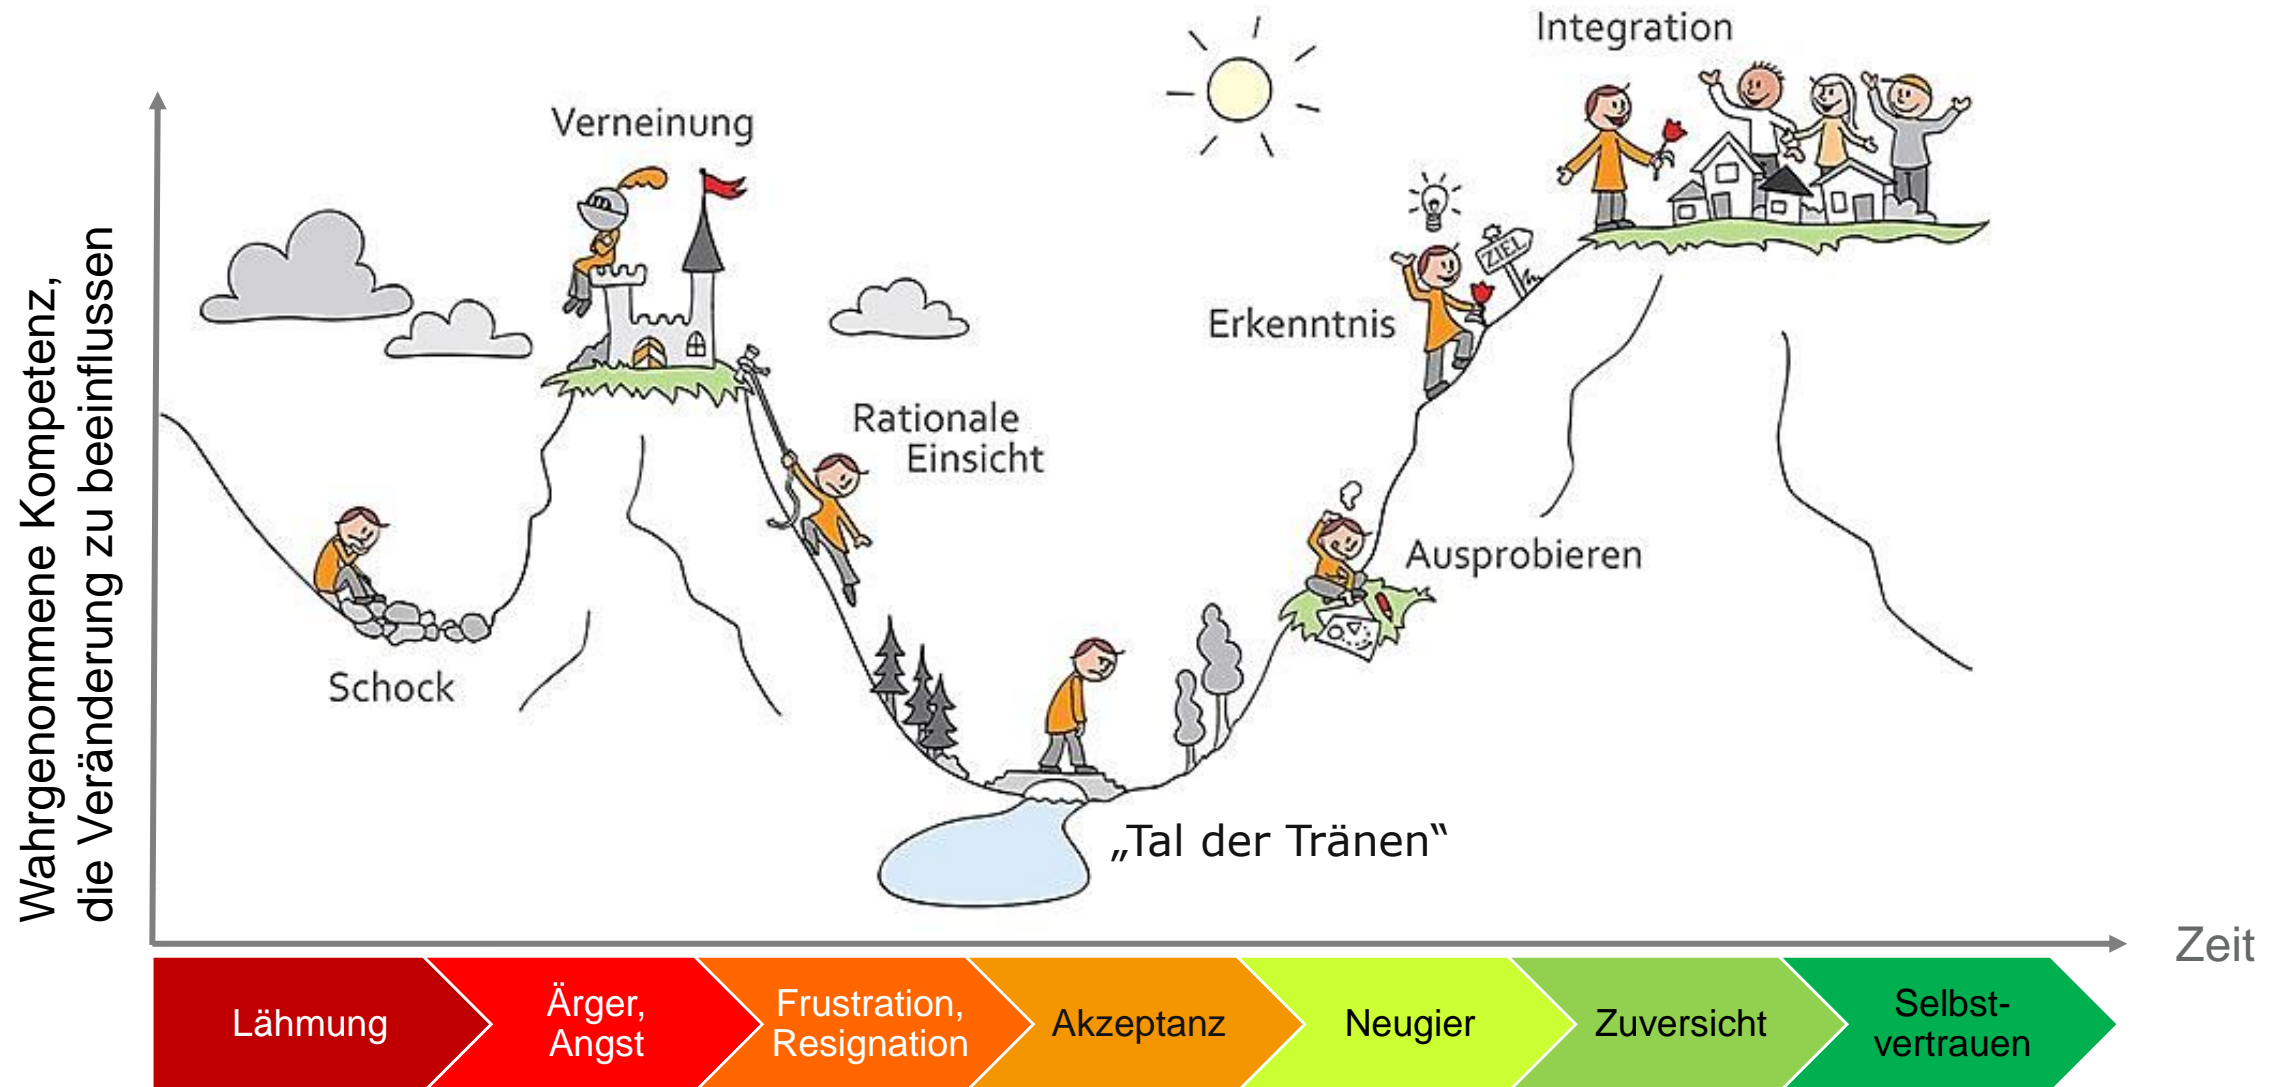 Integration
Verneinung
Wahrgenommene Kompetenz,
die Veränderung zu beeinflussen
ZIEL
Erkenntnis
Rationale
Einsicht
Ausprobieren
Schock
„Tal der Tränen“
Zeit
Lähmung
Ärger,
Angst
Frustration,
Resignation
Akzeptanz
Neugier
Zuversicht
Selbst-
vertrauen